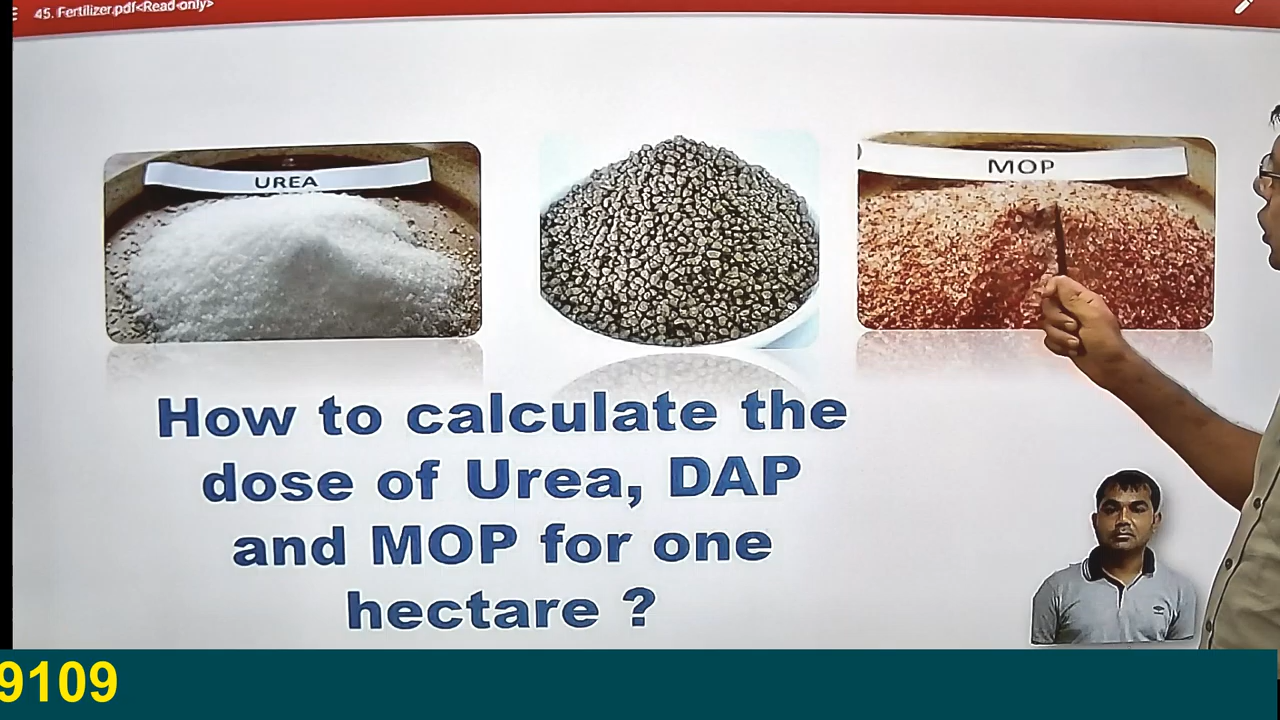 45. Fertilizer.pdf<Read-only>
UREA
MOP
How to calculate the
dose of Urea, DAP
and MOP for one
hectare ?
9109